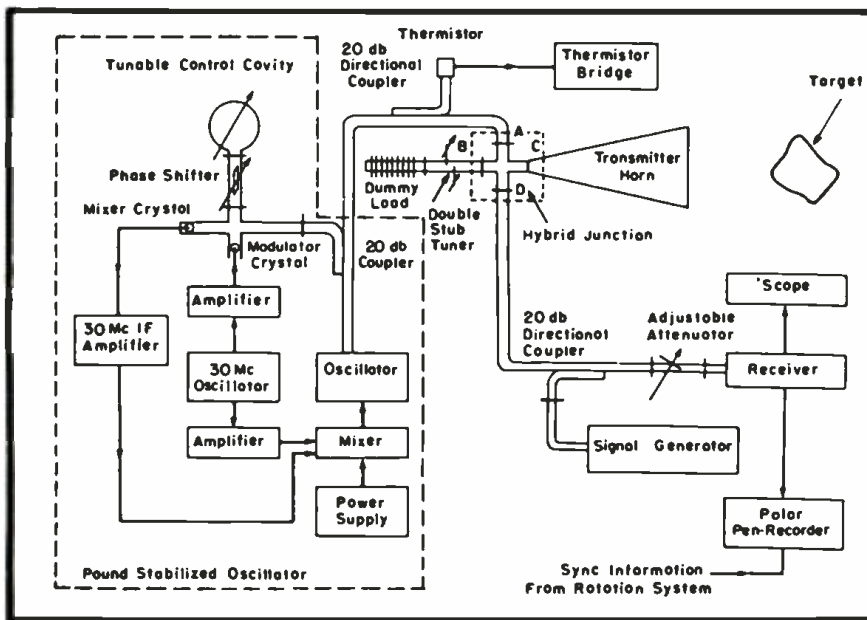 Thermistor
20 db
Directional
Coupler
Thermistor
Bridge
Tunable Control Cavity
Target
A
B
C
D
Phase Shifter
Transmitter
Horn
Dummy
Load
Mixer Crystal
Double
Stub
Tuner
Hybrid Junction
Modulator
Crystal
20 db
Coupler
'Scope
Amplifier
30 Mc IF
Amplifier
20 db
Directional
Coupler
Adjustable
Attenuator
30 Mc
Oscillator
Oscillator
Receiver
Amplifier
Mixer
Signal Generator
Power
Supply
Polar
Pen-Recorder
Pound Stabilized Oscillator
Sync Information
From Rotation System